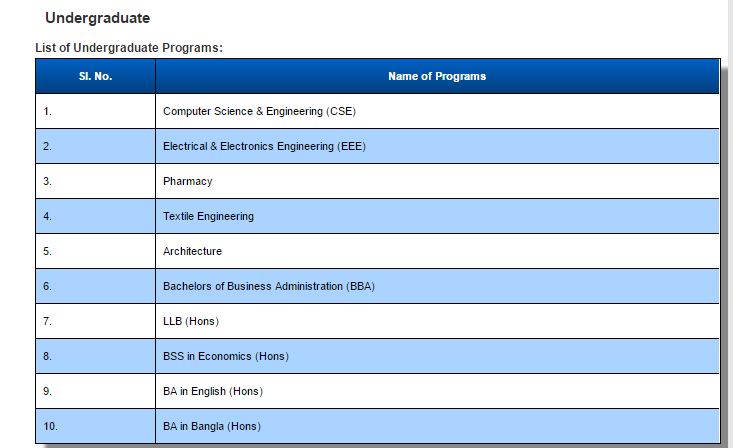 Undergraduate
List of Undergraduate Programs:
Sl. No. Name of Programs
1. Computer Science & Engineering (CSE)
2. Electrical & Electronics Engineering (EEE)
3. Pharmacy
4. Textile Engineering
5. Architecture
6. Bachelors of Business Administration (BBA)
7. LLB (Hons)
8. BSS in Economics (Hons)
9. BA in English (Hons)
10. BA in Bangla (Hons)